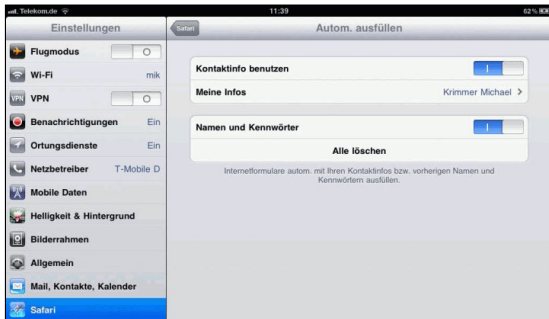 Telekom.de
11:39
62 %
Einstellungen
Safari
Autom. ausfüllen
Flugmodus
Wi-Fi mik
VPN VPN
Benachrichtigungen Ein
Ortungsdienste Ein
Netzbetreiber T-Mobile D
Mobile Daten
Helligkeit & Hintergrund
Bilderrahmen
Allgemein
Mail, Kontakte, Kalender
Safari
Kontaktinfo benutzen
Meine Infos Krimmer Michael
Namen und Kennwörter
Alle löschen
Internetformulare autom. mit Ihren Kontaktinfos bzw. vorherigen Namen und
Kennwörtern ausfüllen.